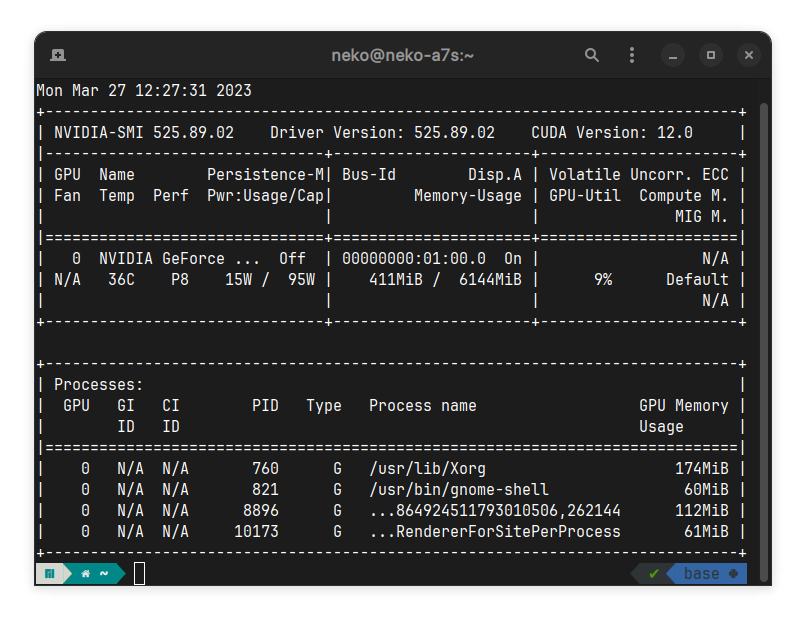 neko@neko-a7s:~
Mon Mar 27 12:27:31 2023
+-----------------------------------------------------------------------------+
| NVIDIA-SMI 525.89.02    Driver Version: 525.89.02    CUDA Version: 12.0     |
|-------------------------------+----------------------+----------------------+
| GPU  Name        Persistence-M| Bus-Id        Disp.A | Volatile Uncorr. ECC |
| Fan  Temp  Perf  Pwr:Usage/Cap|         Memory-Usage | GPU-Util  Compute M. |
|                               |                      |               MIG M. |
|===============================+======================+======================|
|   0  NVIDIA GeForce ...  Off  | 00000000:01:00.0  On |                  N/A |
| N/A   36C    P8    15W /  95W |    411MiB /  6144MiB |      9%      Default |
|                               |                      |                  N/A |
+-------------------------------+----------------------+----------------------+
+-----------------------------------------------------------------------------+
| Processes:                                                                  |
|  GPU   GI   CI        PID   Type   Process name                  GPU Memory |
|        ID   ID                                                   Usage      |
|=============================================================================|
|    0   N/A  N/A       760      G   /usr/lib/Xorg                     174MiB |
|    0   N/A  N/A       821      G   /usr/bin/gnome-shell               60MiB |
|    0   N/A  N/A      8896      G   ...864924511793010506,262144      112MiB |
|    0   N/A  N/A     10173      G   ...RendererForSitePerProcess       61MiB |
+-----------------------------------------------------------------------------+
~ ✔ base